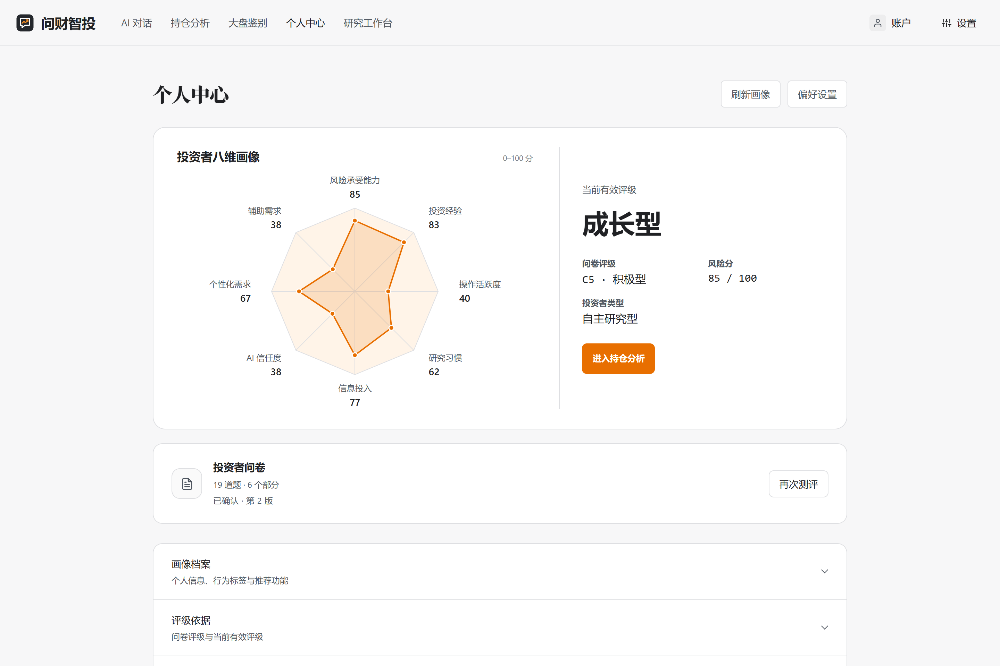 问财智投
AI 对话
持仓分析
大盘鉴别
个人中心
研究工作台
账户
设置
个人中心
刷新画像
偏好设置
投资者八维画像
0–100 分
风险承受能力
85
投资经验
83
操作活跃度
40
研究习惯
62
信息投入
77
AI 信任度
38
个性化需求
67
辅助需求
38
当前有效评级
成长型
问卷评级
C5 · 积极型
风险分
85 / 100
投资者类型
自主研究型
进入持仓分析
投资者问卷
19 道题 · 6 个部分
已确认 · 第 2 版
再次测评
画像档案
个人信息、行为标签与推荐功能
评级依据
问卷评级与当前有效评级